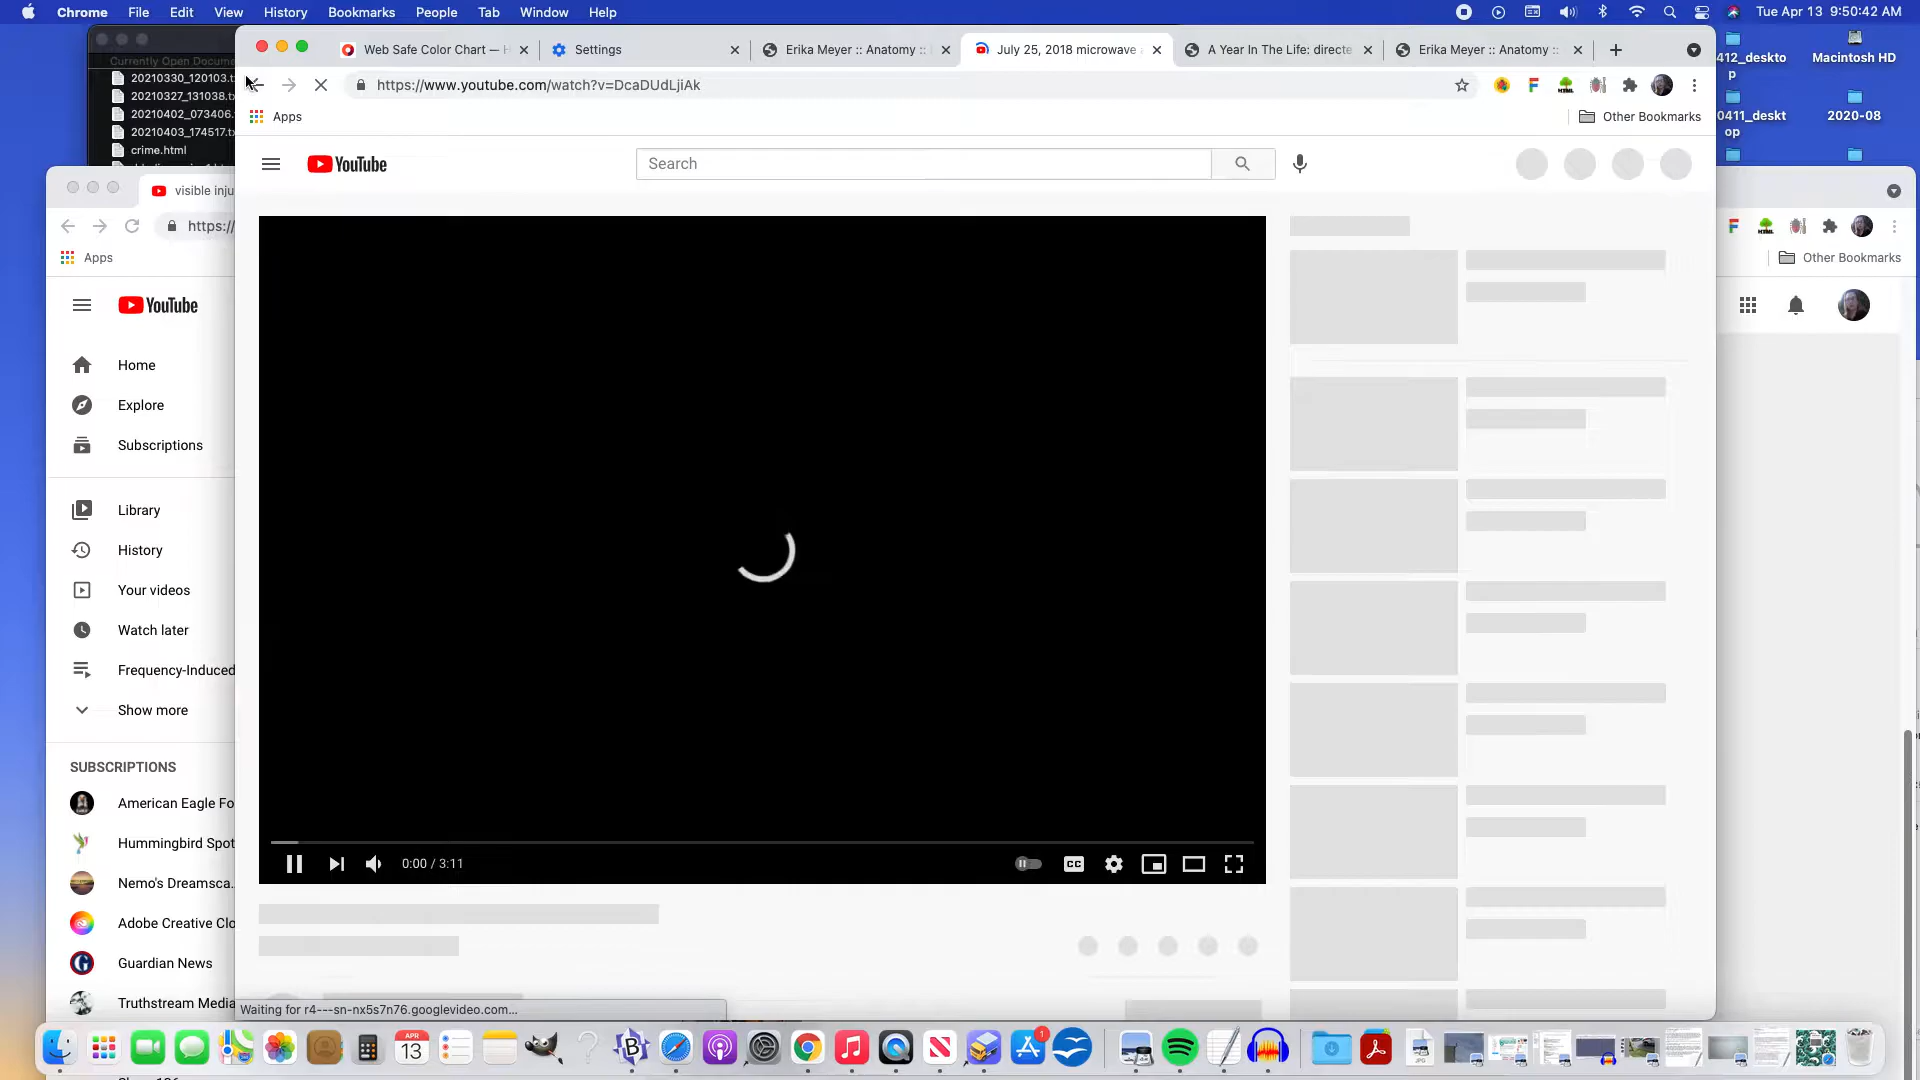 Chrome File Edit View History Bookmarks People Tab Window Help Tue Apr 13 9:50:42 AM
Currently Open Docume
20210330_120103.t
20210327_131038.tx
20210402_073406.
20210403_174517.t
crime.html
Web Safe Color Chart — H
Settings
Erika Meyer :: Anatomy ::
July 25, 2018 microwave
A Year In The Life: directe
Erika Meyer :: Anatomy ::
https://www.youtube.com/watch?v=DcaDUdLjiAk
Apps
Other Bookmarks
YouTube
Search
412_deskto
p
Macintosh HD
0411_deskt
op
2020-08
visible inju
https://
Apps
Other Bookmarks
YouTube
Home
Explore
Subscriptions
Library
History
Your videos
Watch later
Frequency-Induced
Show more
SUBSCRIPTIONS
American Eagle Fo
Hummingbird Spot
Nemo's Dreamsca..
Adobe Creative Clo
Guardian News
Truthstream Media
0:00 / 3:11
CC
Waiting for r4---sn-nx5s7n76.googlevideo.com...
APR
13
1